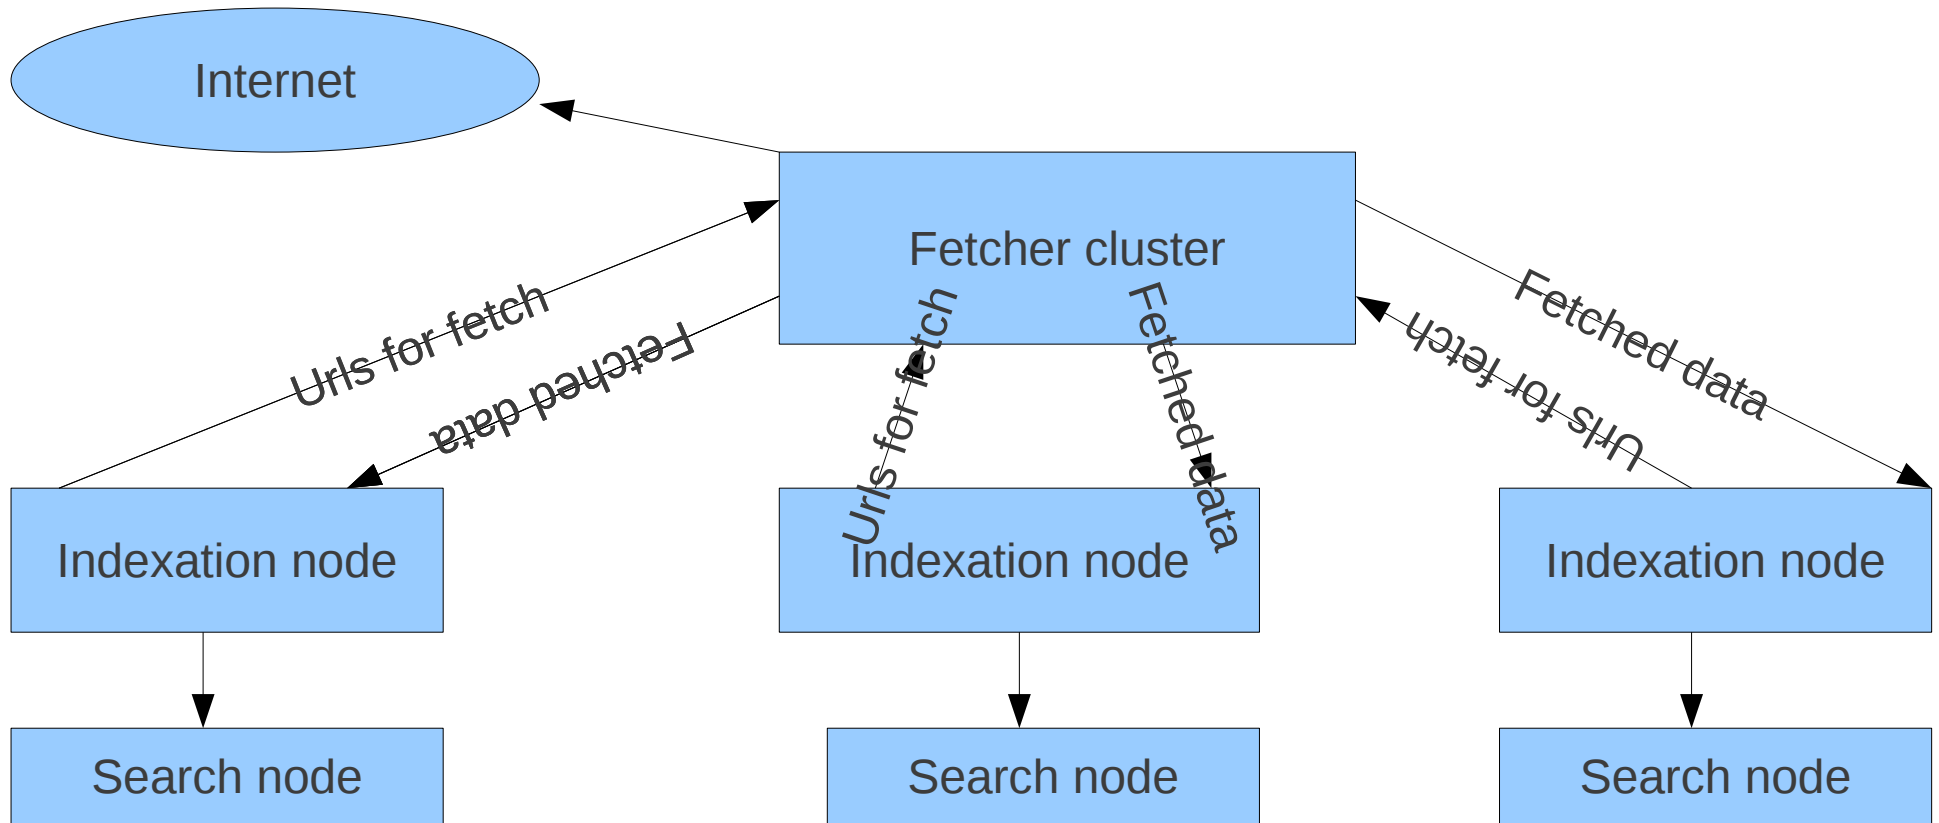 Internet
Fetcher cluster
Urls for fetch
Fetched data
Urls for fetch
Fetched data
Urls for fetch
Fetched data
Indexation node
Indexation node
Indexation node
Search node
Search node
Search node